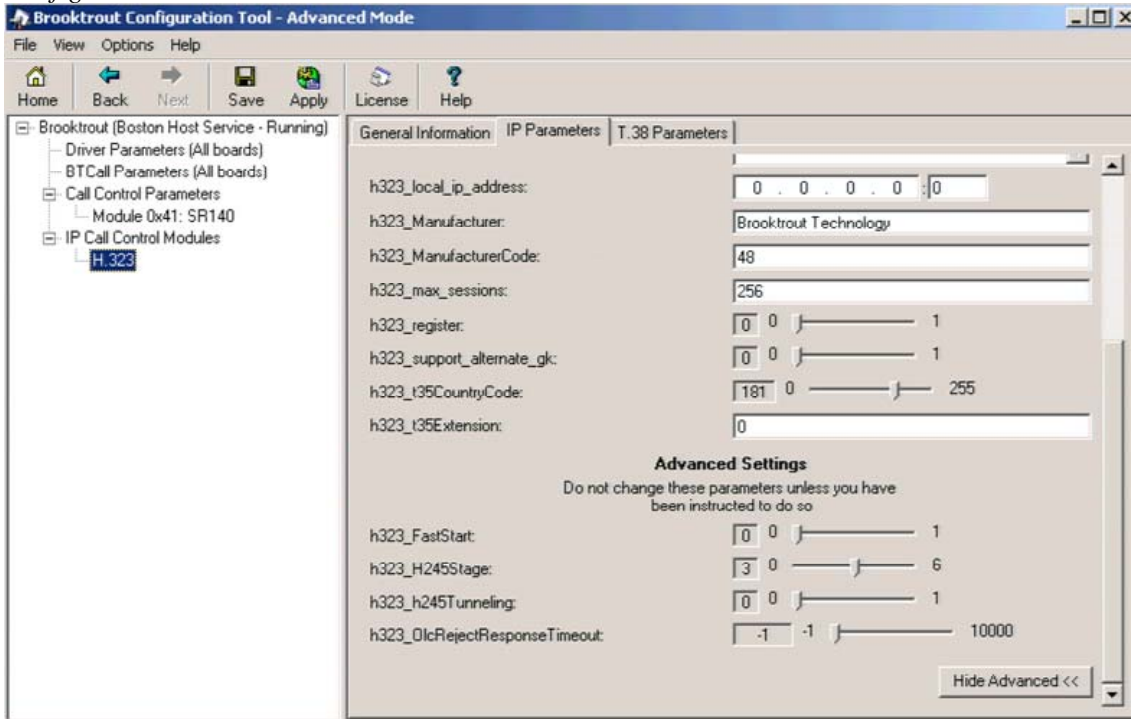 Brooktrout Configuration Tool - Advanced Mode
File View Options Help
Home Back Next Save Apply License Help
Brooktrout (Boston Host Service - Running)
Driver Parameters (All boards)
BTCall Parameters (All boards)
Call Control Parameters
Module 0x41: SR140
IP Call Control Modules
H.323
General Information IP Parameters T.38 Parameters
h323_local_ip_address: 0 . 0 . 0 . 0 :0
h323_Manufacturer: Brooktrout Technology
h323_ManufacturerCode: 48
h323_max_sessions: 256
h323_register: 0 0 1
h323_support_alternate_gk: 0 0 1
h323_t35CountryCode: 181 0 255
h323_t35Extension: 0
Advanced Settings
Do not change these parameters unless you have
been instructed to do so
h323_FastStart: 0 0 1
h323_H245Stage: 3 0 6
h323_h245Tunneling: 0 0 1
h323_OlcRejectResponseTimeout: -1 -1 10000
Hide Advanced <<